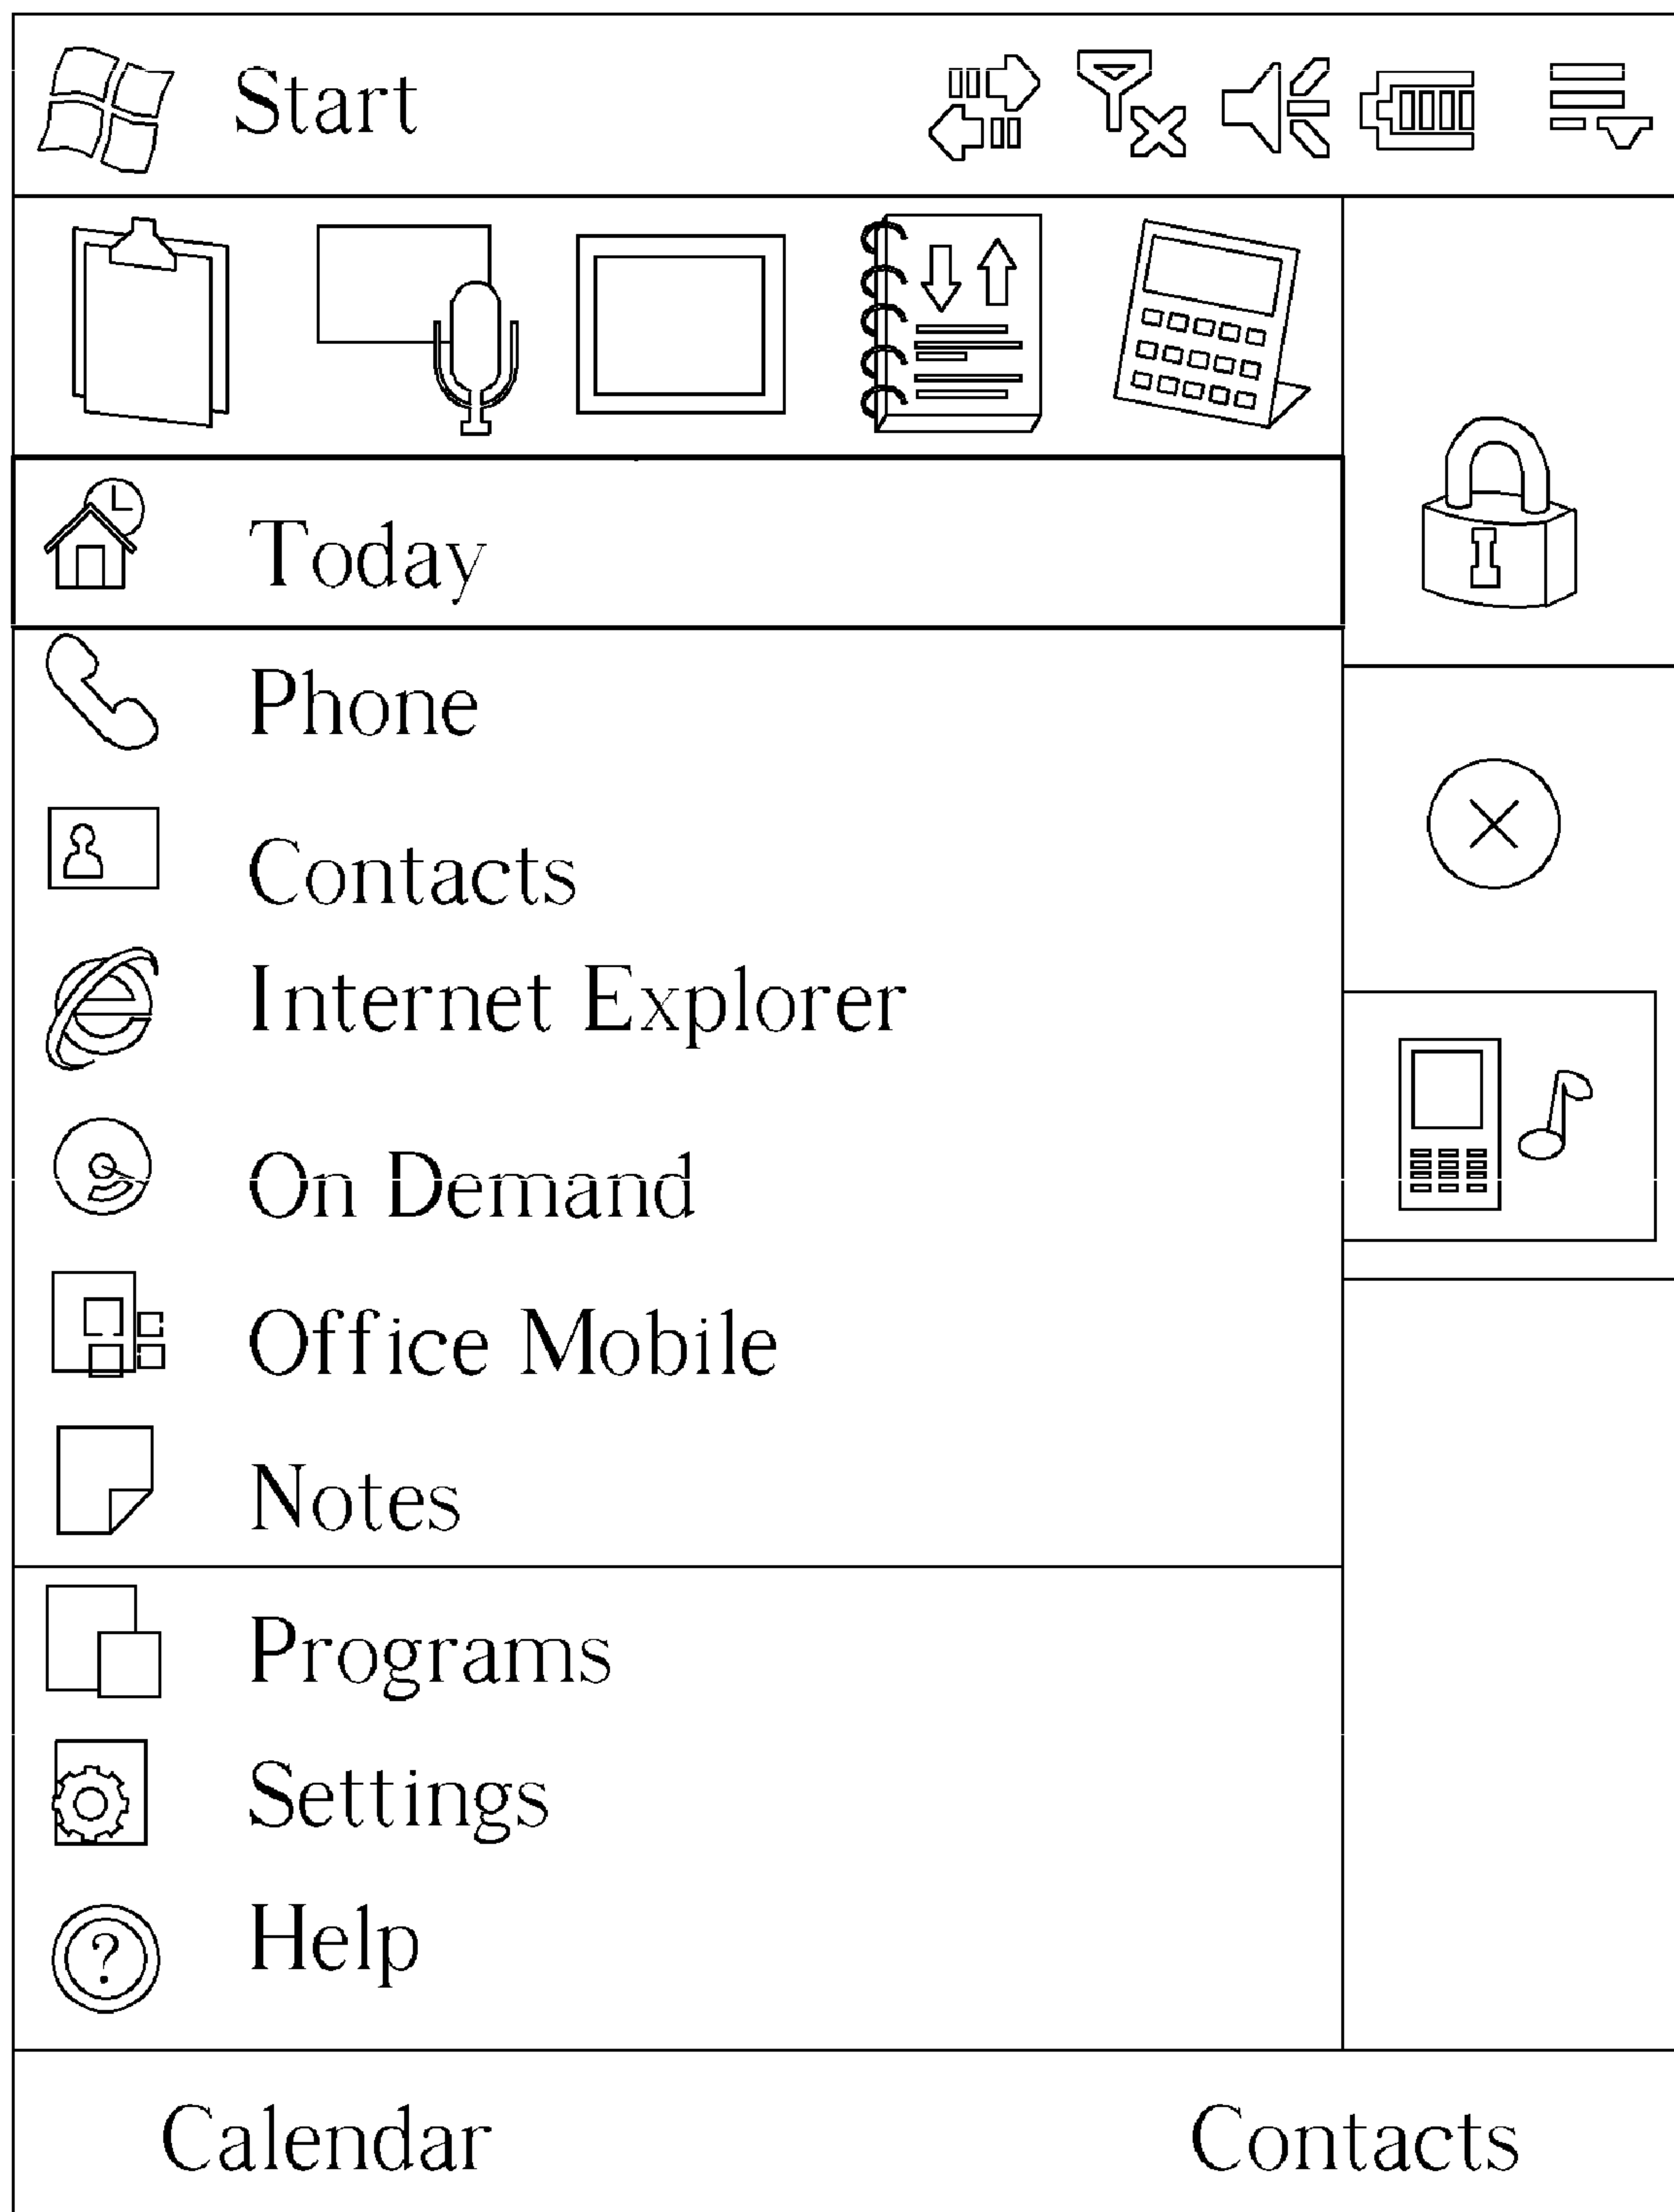 Start
Today
Phone
Contacts
Internet Explorer
On Demand
Office Mobile
Notes
Programs
Settings
?
Help
Calendar
Contacts